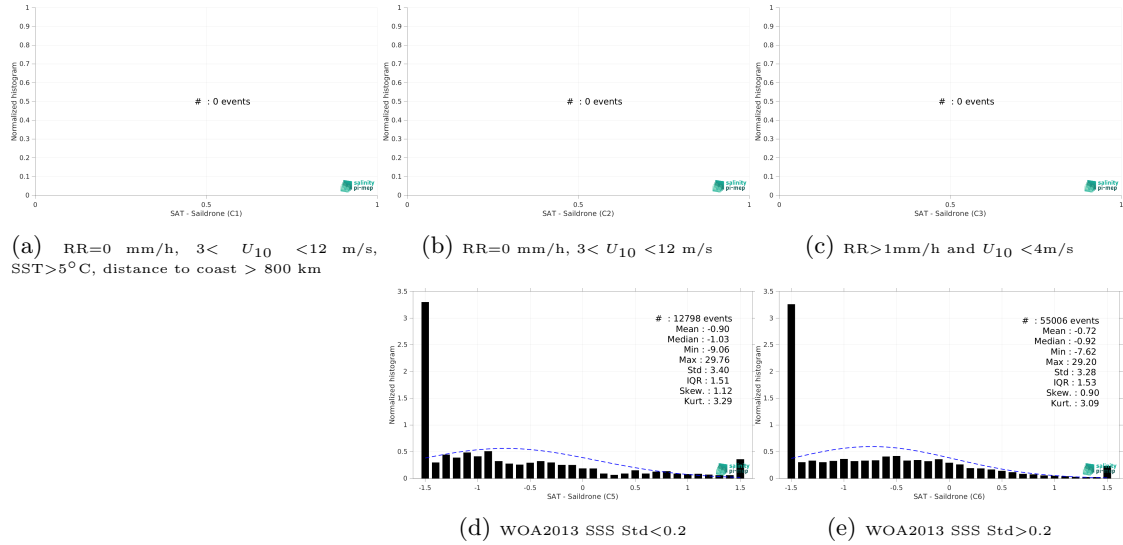 1
0.9
0.8
0.7
0.6
0.5
0.4
0.3
0.2
0.1
0
Normalized histogram
# : 0 events
salinity
pi-mep
0 0.5 1
SAT - Saildrone (C1)
(a) RR=0 mm/h, 3< U10 <12 m/s,
SST>5°C, distance to coast > 800 km
1
0.9
0.8
0.7
0.6
0.5
0.4
0.3
0.2
0.1
0
Normalized histogram
# : 0 events
salinity
pi-mep
0 0.5 1
SAT - Saildrone (C2)
(b) RR=0 mm/h, 3< U10 <12 m/s
1
0.9
0.8
0.7
0.6
0.5
0.4
0.3
0.2
0.1
0
Normalized histogram
# : 0 events
salinity
pi-mep
0 0.5 1
SAT - Saildrone (C3)
(c) RR>1mm/h and U10 <4m/s
3.5
3
2.5
2
1.5
1
0.5
0
Normalized histogram
# : 12798 events
Mean : -0.90
Median : -1.03
Min : -9.06
Max : 29.76
Std : 3.40
IQR : 1.51
Skew. : 1.12
Kurt. : 3.29
salinity
pi-mep
-1.5 -1 -0.5 0 0.5 1 1.5
SAT - Saildrone (C5)
(d) WOA2013 SSS Std<0.2
3.5
3
2.5
2
1.5
1
0.5
0
Normalized histogram
# : 55006 events
Mean : -0.72
Median : -0.92
Min : -7.62
Max : 29.20
Std : 3.28
IQR : 1.53
Skew. : 0.90
Kurt. : 3.09
salinity
pi-mep
-1.5 -1 -0.5 0 0.5 1 1.5
SAT - Saildrone (C6)
(e) WOA2013 SSS Std>0.2